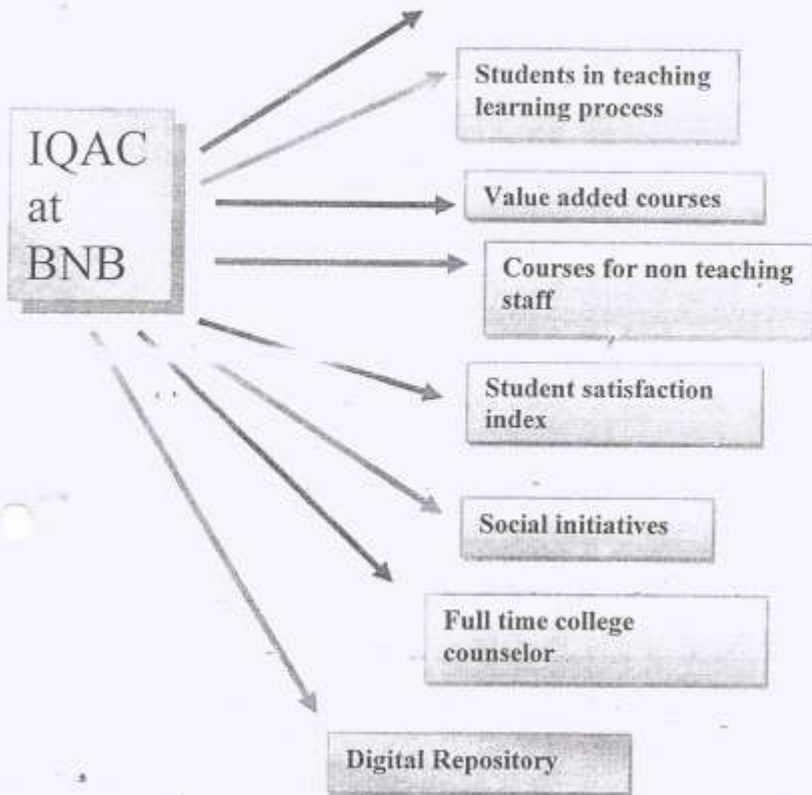 IQAC
at
BNB
Students in teaching
learning process
Value added courses
Courses for non teaching
staff
Student satisfaction
index
Social initiatives
Full time college
counselor
Digital Repository